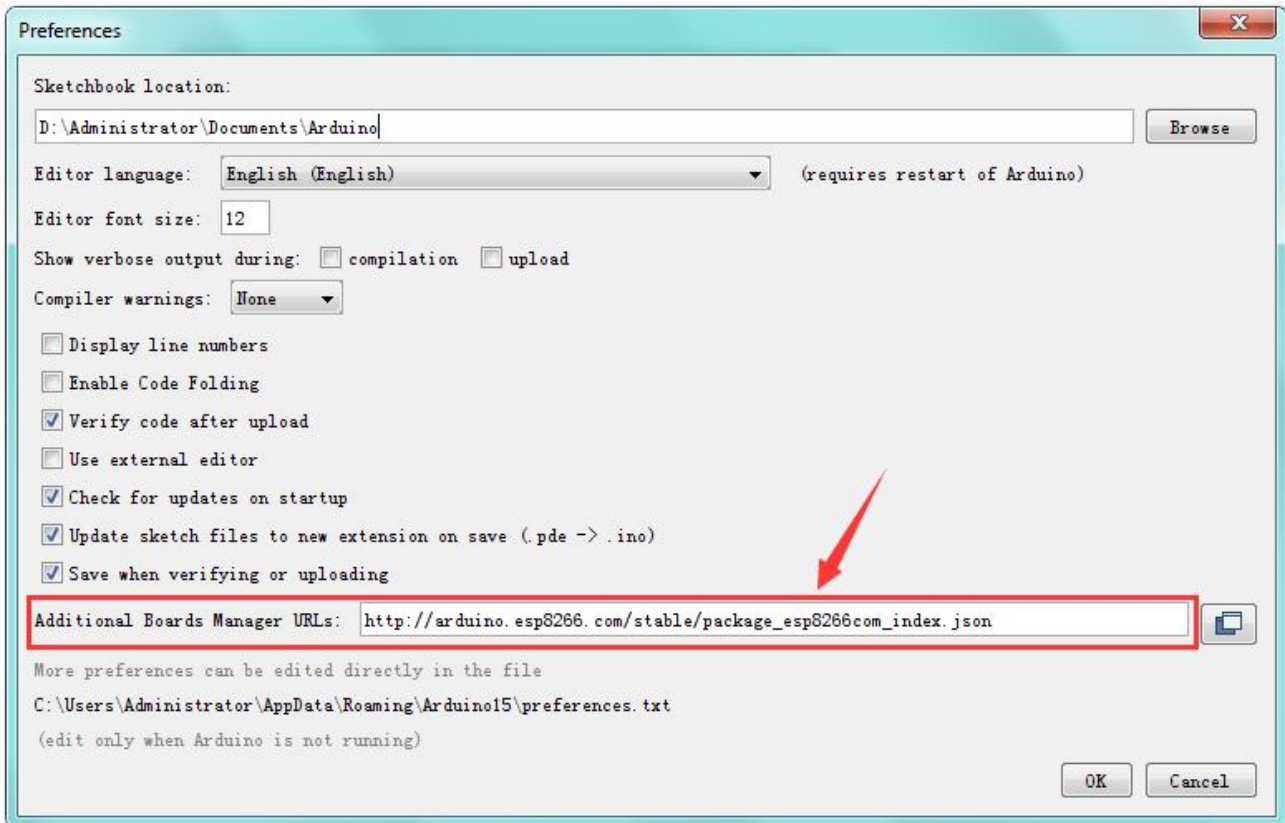 Preferences
Sketchbook location:
D:\Administrator\Documents\Arduino
Browse
Editor language: English (English) (requires restart of Arduino)
Editor font size: 12
Show verbose output during: compilation upload
Compiler warnings: None
Display line numbers
Enable Code Folding
Verify code after upload
Use external editor
Check for updates on startup
Update sketch files to new extension on save (.pde -> .ino)
Save when verifying or uploading
Additional Boards Manager URLs: http://arduino.esp8266.com/stable/package_esp8266com_index.json
More preferences can be edited directly in the file
C:\Users\Administrator\AppData\Roaming\Arduino15\preferences.txt
(edit only when Arduino is not running)
OK Cancel